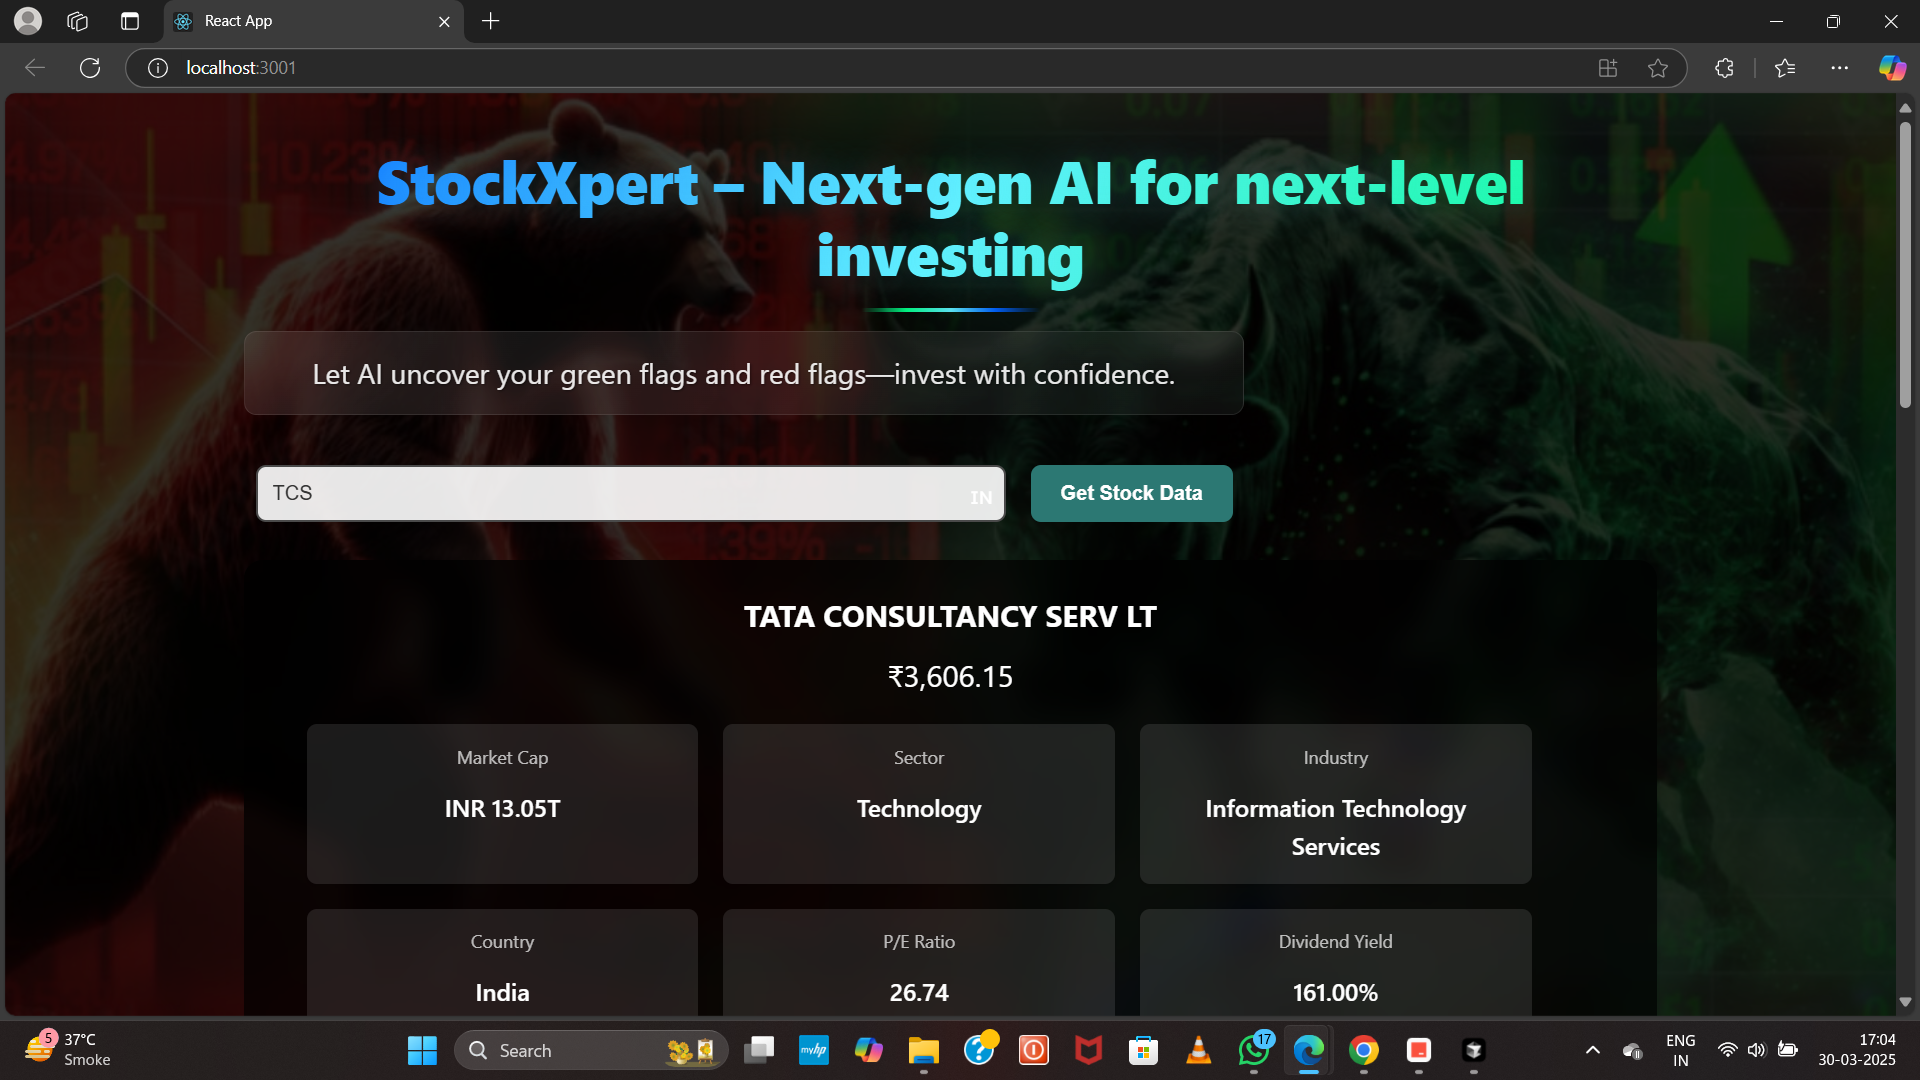 React App
localhost:3001
StockXpert – Next-gen AI for next-level
investing
Let AI uncover your green flags and red flags—invest with confidence.
TCS
IN
Get Stock Data
TATA CONSULTANCY SERV LT
₹3,606.15
Market Cap
INR 13.05T
Sector
Technology
Industry
Information Technology
Services
Country
India
P/E Ratio
26.74
Dividend Yield
161.00%
5
37°C
Smoke
Search
myhp
17
ENG
IN
17:04
30-03-2025